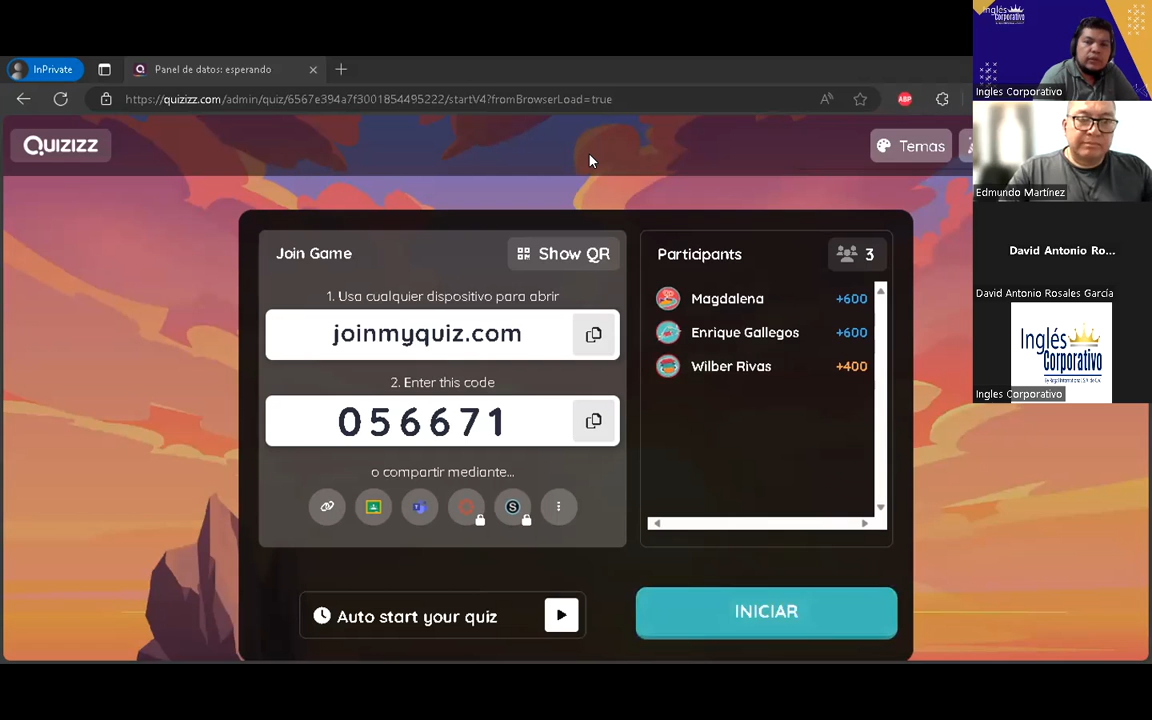 InPrivate
Panel de datos: esperando
https://quizizz.com/admin/quiz/6567e394a7f3001854495222/startV4?fromBrowserLoad=true
ABP
QUIZIZZ
Temas
Join Game
Show QR
1. Usa cualquier dispositivo para abrir
joinmyquiz.com
2. Enter this code
056671
o compartir mediante...
Auto start your quiz
Participants
3
Magdalena
+600
Enrique Gallegos
+600
Wilber Rivas
+400
INICIAR
Inglés
Corporativo
Ingles Corporativo
Edmundo Martínez
David Antonio Ro...
David Antonio Rosales García
Inglés
Corporativo
Ingles Corporativo